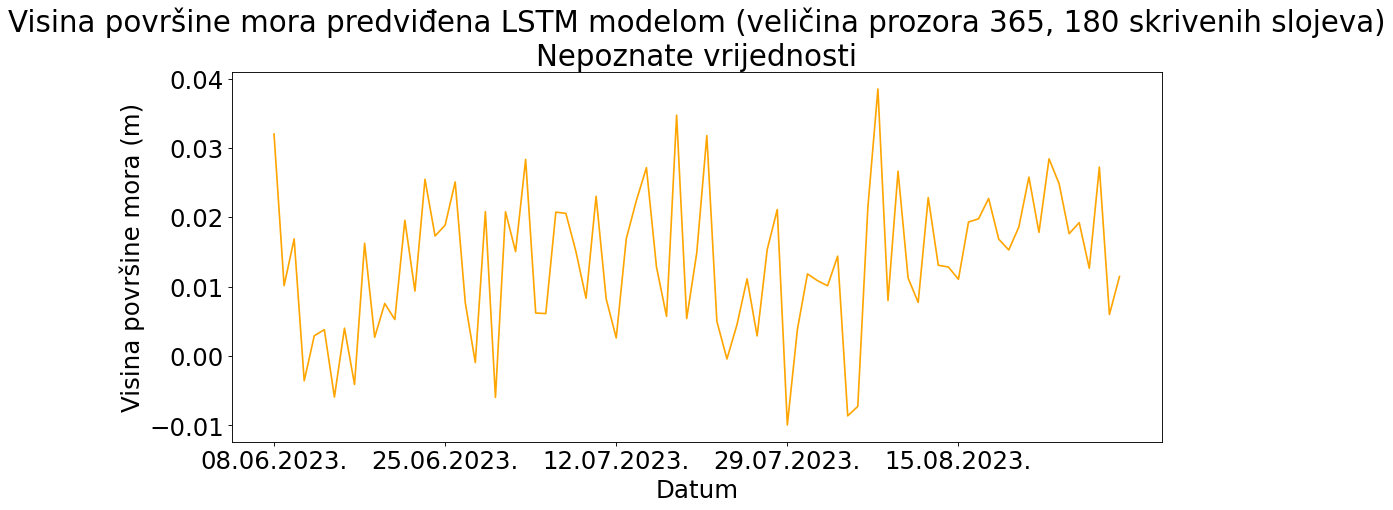 Visina površine mora predviđena LSTM modelom (veličina prozora 365, 180 skrivenih slojeva)
Nepoznate vrijednosti
Visina površine mora (m)
0.04
0.03
0.02
0.01
0.00
−0.01
08.06.2023. 25.06.2023. 12.07.2023. 29.07.2023. 15.08.2023.
Datum